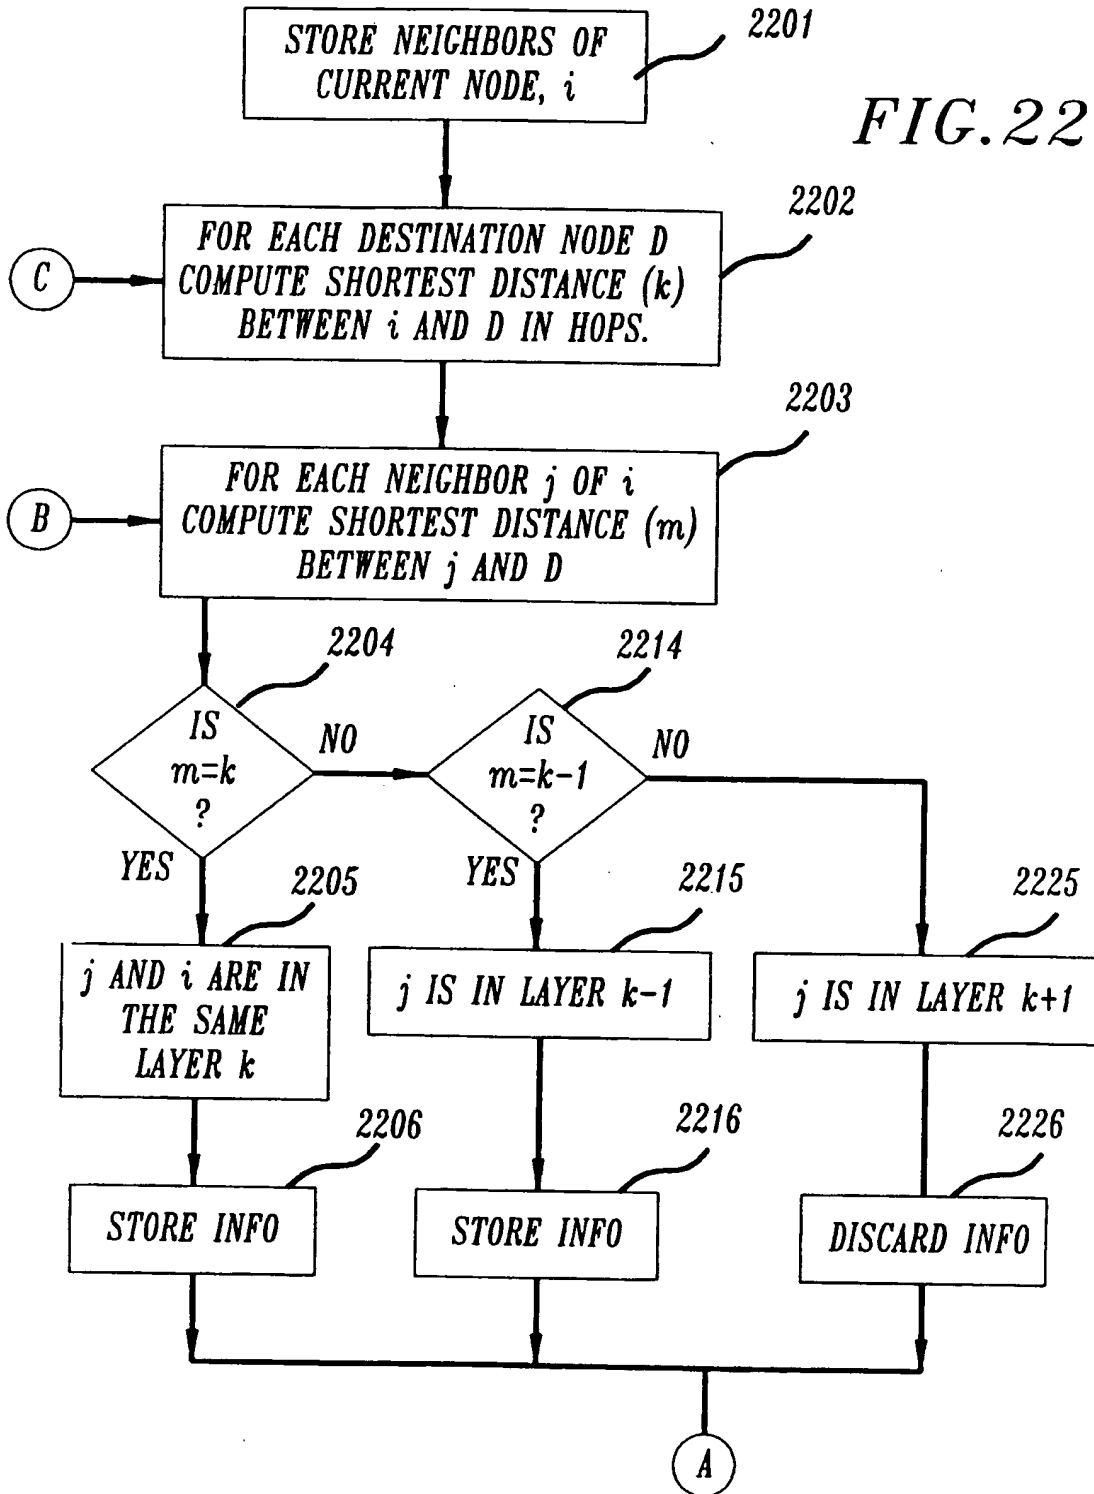 2201
STORE NEIGHBORS OF
CURRENT NODE, i
FIG.22
2202
FOR EACH DESTINATION NODE D
COMPUTE SHORTEST DISTANCE (k)
BETWEEN i AND D IN HOPS.
C
2203
FOR EACH NEIGHBOR j OF i
COMPUTE SHORTEST DISTANCE (m)
BETWEEN j AND D
B
2204
IS
m=k
?
NO
YES
2214
IS
m=k-1
?
NO
YES
2205
j AND i ARE IN
THE SAME
LAYER k
2215
j IS IN LAYER k-1
2225
j IS IN LAYER k+1
2206
STORE INFO
2216
STORE INFO
2226
DISCARD INFO
A